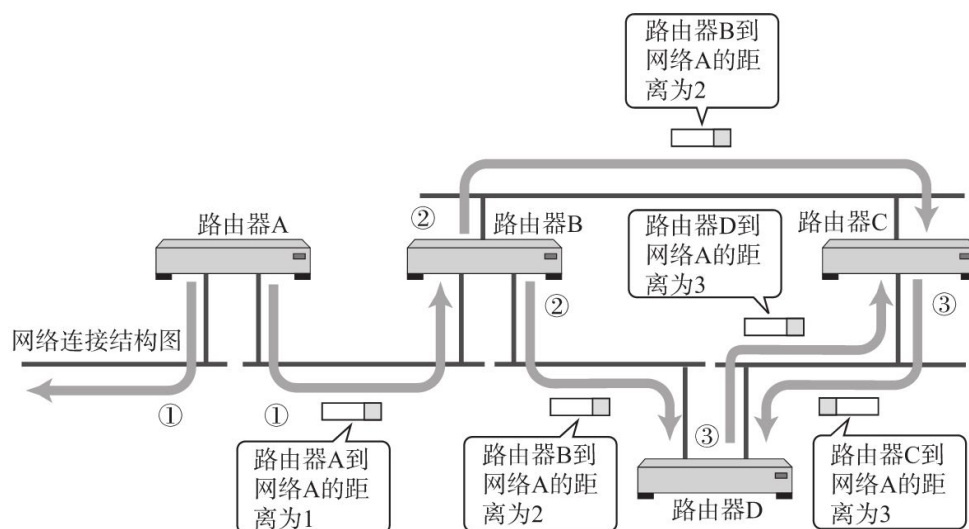 路由器B到
网络A的距
离为2
路由器A
②
路由器B
路由器D到
网络A的距
离为3
路由器C
②
③
网络连接结构图
①
①
③
路由器A到
网络A的距
离为1
路由器B到
网络A的距
离为2
路由器D
路由器C到
网络A的距
离为3